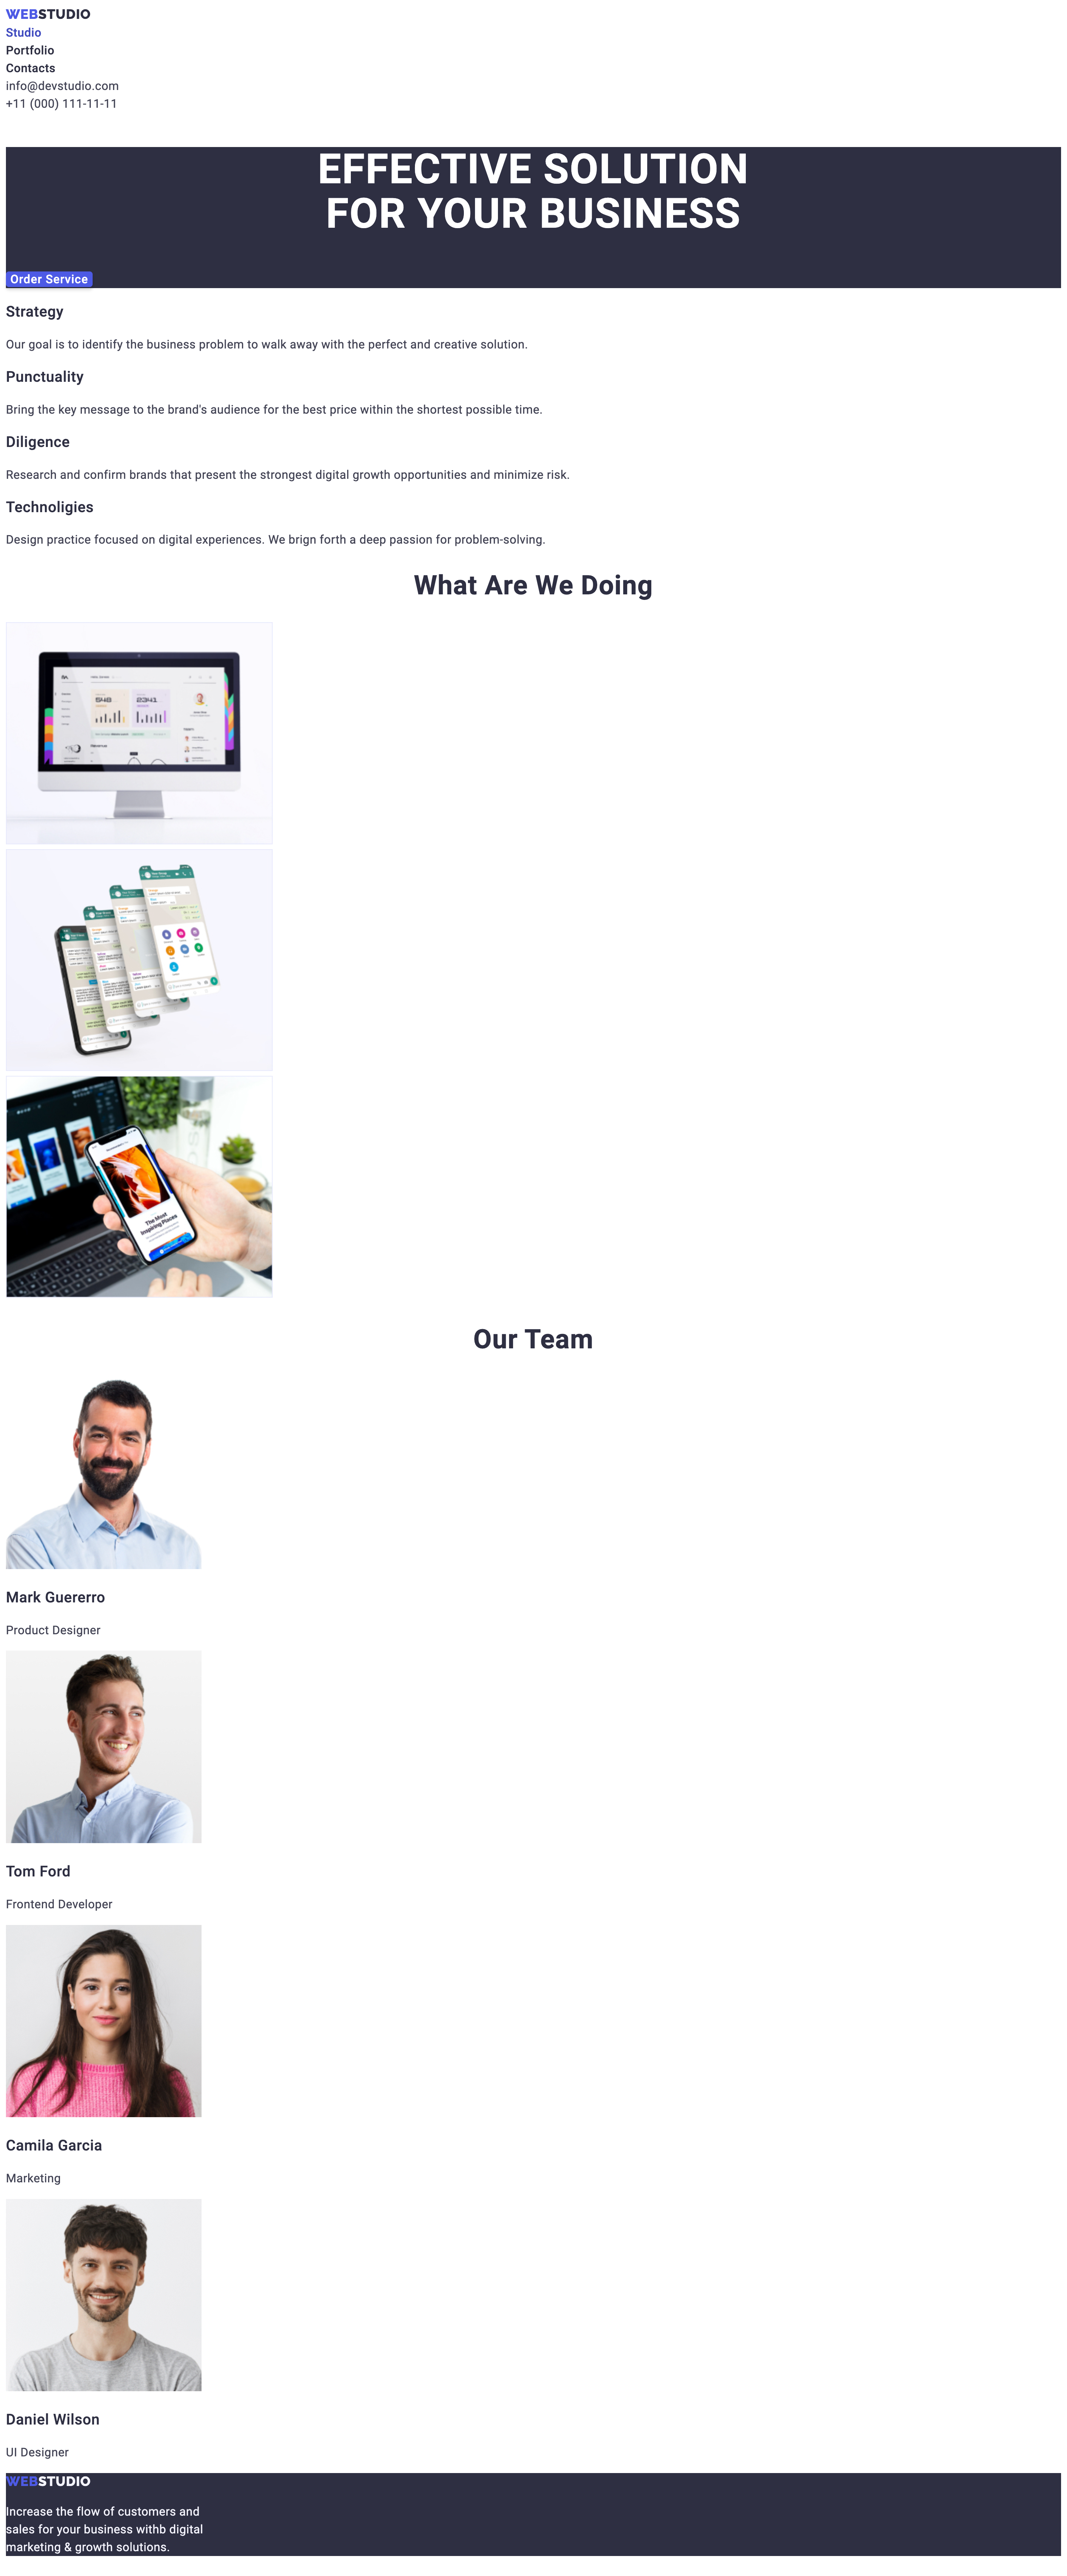 WEBSTUDIO
Studio
Portfolio
Contacts
info@devstudio.com
+11 (000) 111-11-11
EFFECTIVE SOLUTION
FOR YOUR BUSINESS
Order Service
Strategy
Our goal is to identify the business problem to walk away with the perfect and creative solution.
Punctuality
Bring the key message to the brand's audience for the best price within the shortest possible time.
Diligence
Research and confirm brands that present the strongest digital growth opportunities and minimize risk.
Technoligies
Design practice focused on digital experiences. We brign forth a deep passion for problem-solving.
What Are We Doing
548
2341
The Most
Inspiring Places
Our Team
Mark Guererro
Product Designer
Tom Ford
Frontend Developer
Camila Garcia
Marketing
Daniel Wilson
UI Designer
WEBSTUDIO
Increase the flow of customers and
sales for your business withb digital
marketing & growth solutions.